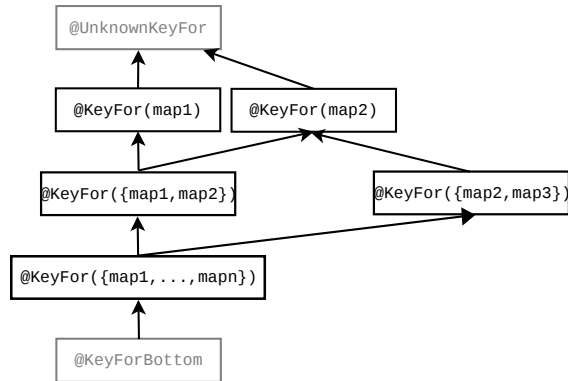 @UnknownKeyFor
@KeyFor(map1)
@KeyFor(map2)
@KeyFor({map1,map2})
@KeyFor({map2,map3})
@KeyFor({map1,...,mapn})
@KeyForBottom